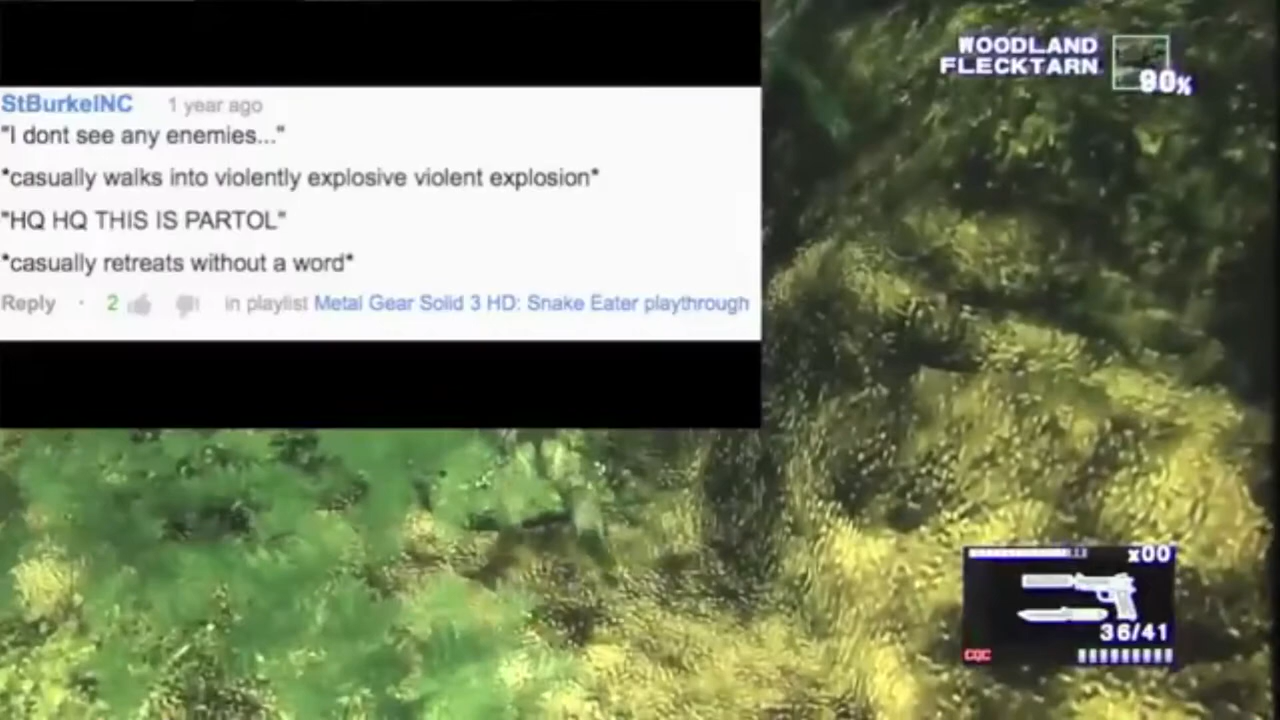 StBurkeINC 1 year ago
"I dont see any enemies..."
*casually walks into violently explosive violent explosion*
"HQ HQ THIS IS PARTOL"
*casually retreats without a word*
Reply · 2 in playlist Metal Gear Solid 3 HD: Snake Eater playthrough
WOODLAND
FLECKTARN
90%
x00
36/41
CQC